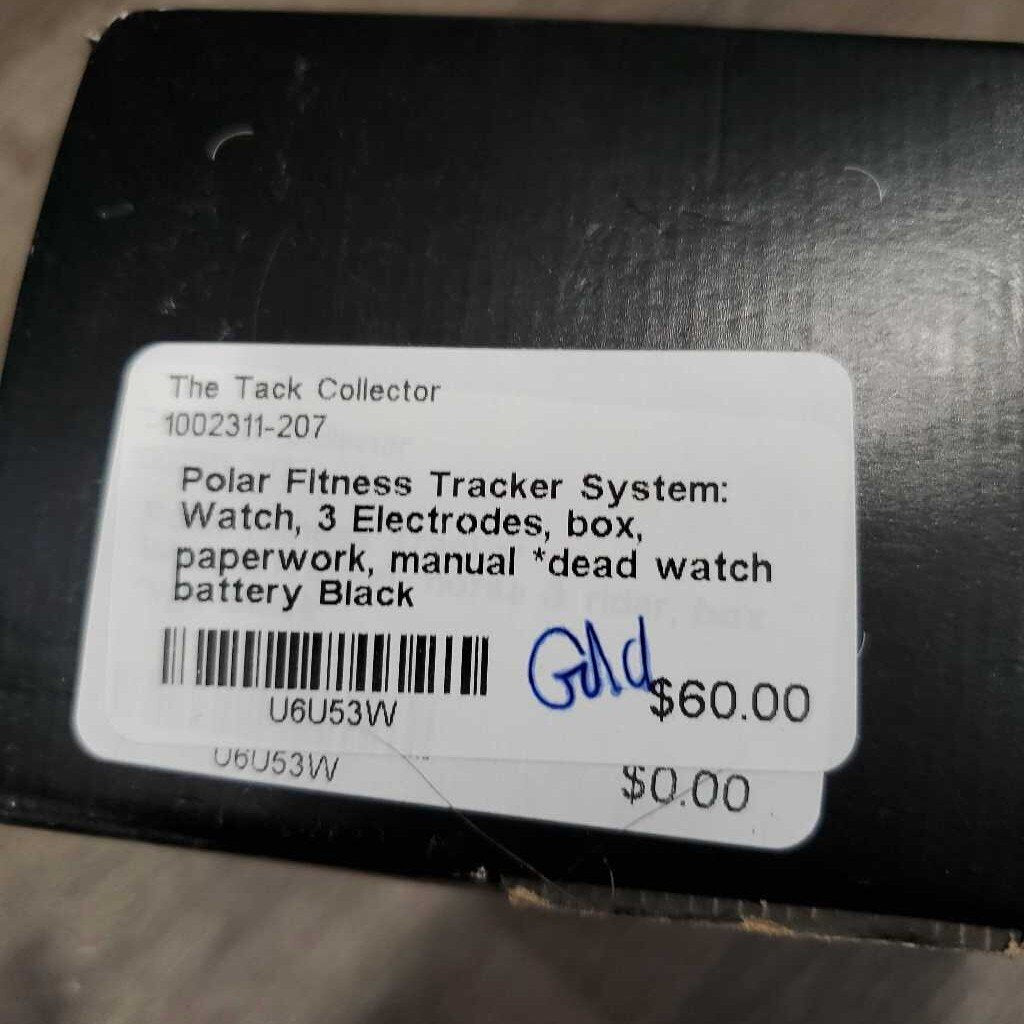 The Tack Collector
1002311-207
Polar Fitness Tracker System:
Watch, 3 Electrodes, box,
paperwork, manual *dead watch
battery Black
Gold
$60.00
U6U53W
U6U53W
$0.00